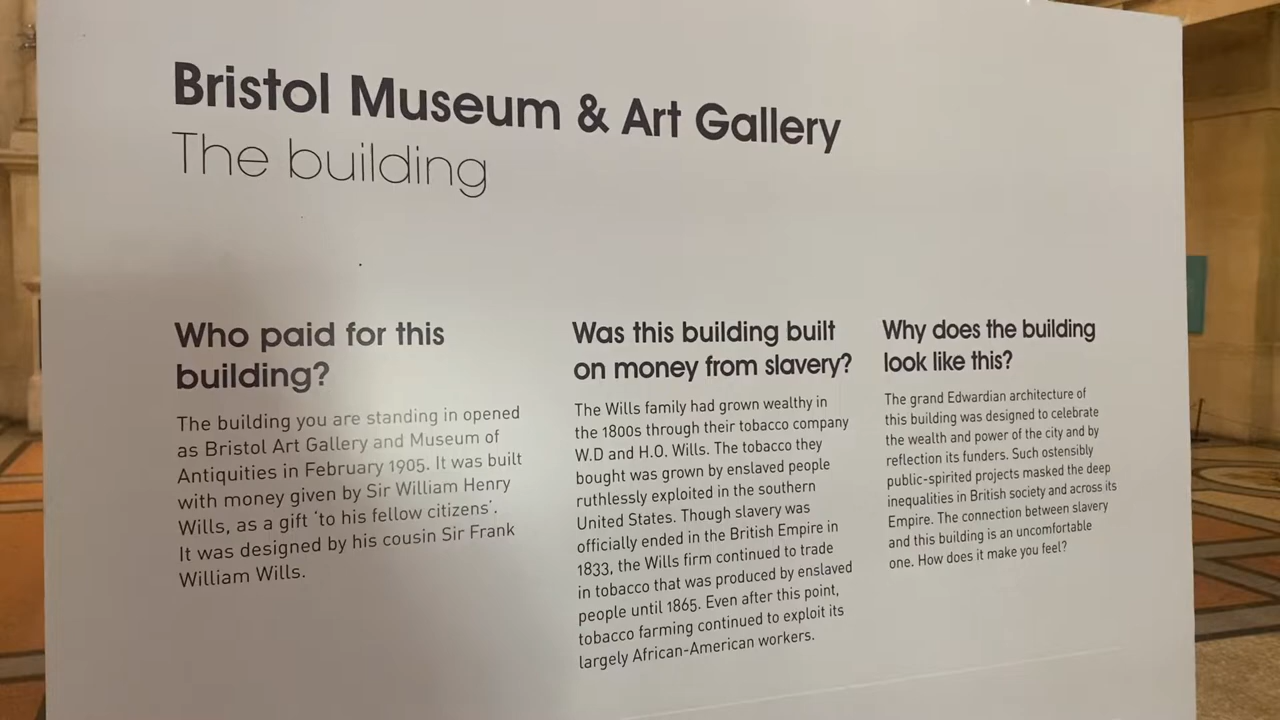 Bristol Museum & Art Gallery
The building
Who paid for this
building?
The building you are standing in opened
as Bristol Art Gallery and Museum of
Antiquities in February 1905. It was built
with money given by Sir William Henry
Wills, as a gift ‘to his fellow citizens’.
It was designed by his cousin Sir Frank
William Wills.
Was this building built
on money from slavery?
The Wills family had grown wealthy in
the 1800s through their tobacco company
W.D and H.O. Wills. The tobacco they
bought was grown by enslaved people
ruthlessly exploited in the southern
United States. Though slavery was
officially ended in the British Empire in
1833, the Wills firm continued to trade
in tobacco that was produced by enslaved
people until 1865. Even after this point,
tobacco farming continued to exploit its
largely African-American workers.
Why does the building
look like this?
The grand Edwardian architecture of
this building was designed to celebrate
the wealth and power of the city and by
reflection its funders. Such ostensibly
public-spirited projects masked the deep
inequalities in British society and across its
Empire. The connection between slavery
and this building is an uncomfortable
one. How does it make you feel?